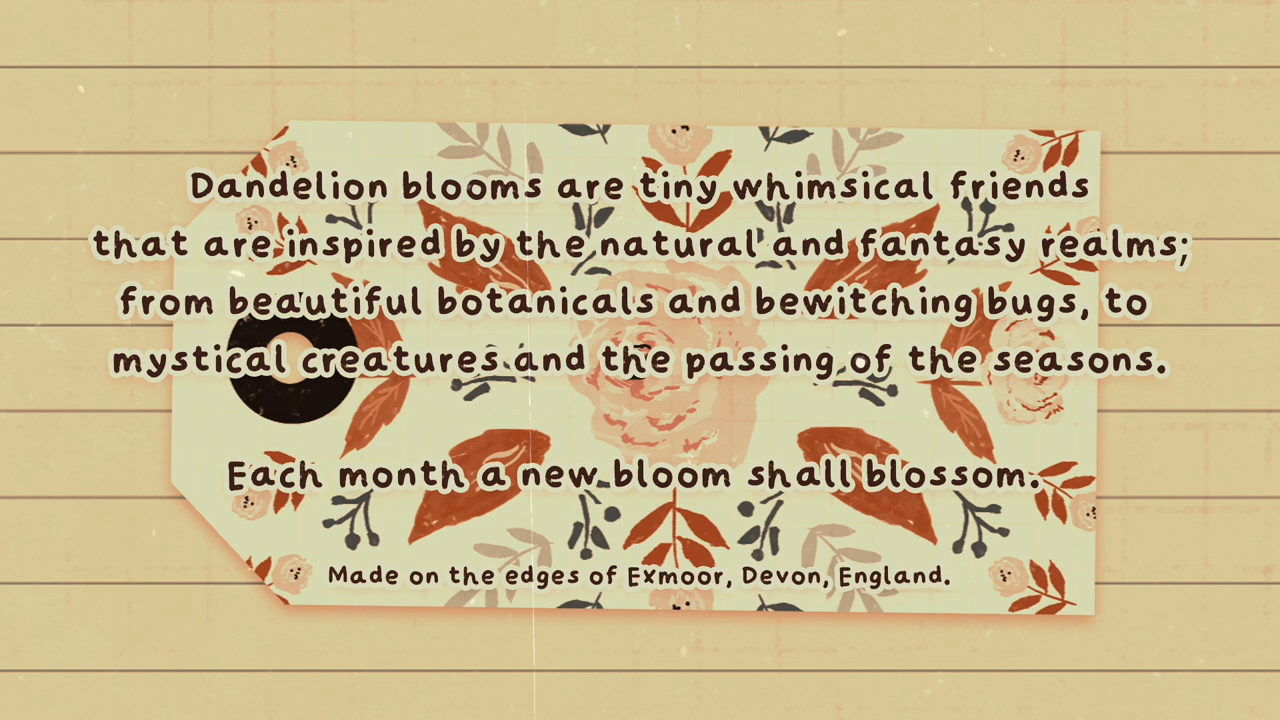 Dandelion blooms are tiny whimsical friends
that are inspired by the natural and fantasy realms;
from beautiful botanicals and bewitching bugs, to
mystical creatures and the passing of the seasons.
Each month a new bloom shall blossom.
Made on the edges of Exmoor, Devon, England.